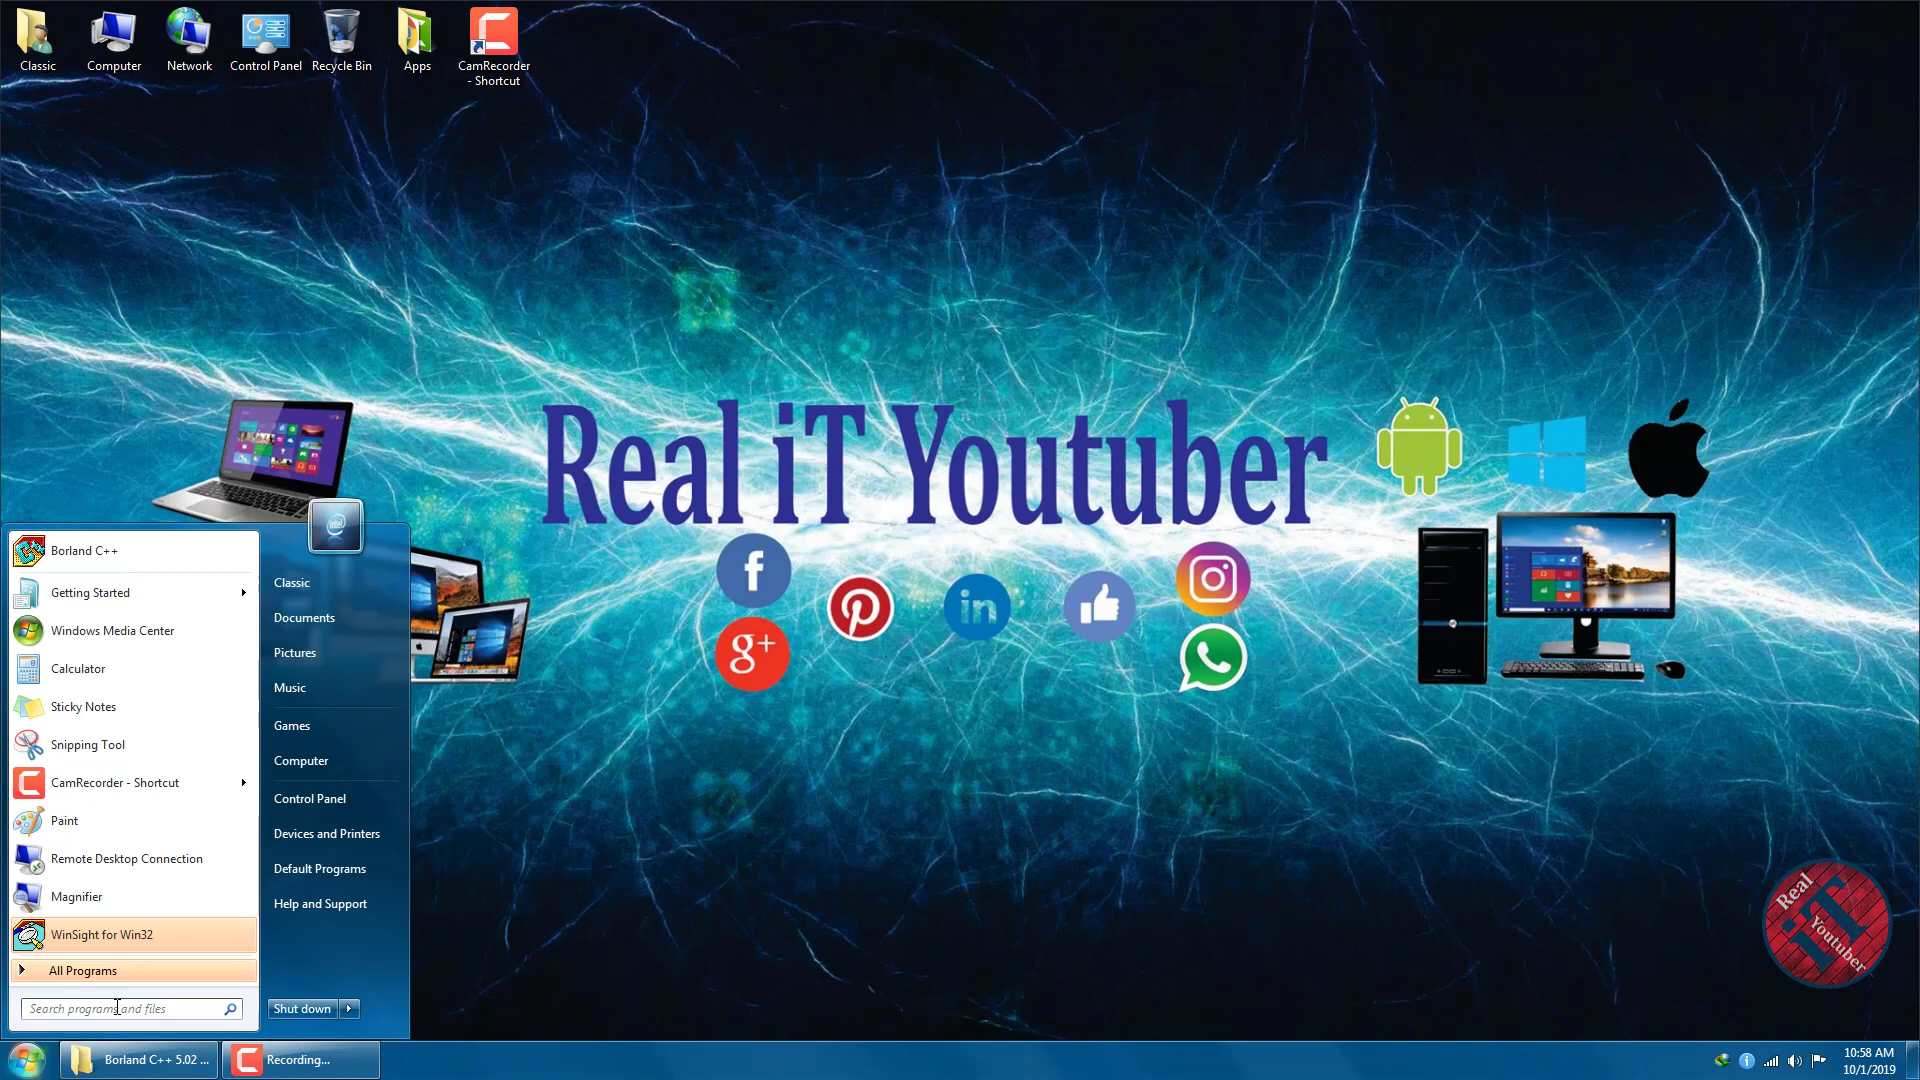 Classic
Computer
Network
Control Panel
Recycle Bin
Apps
CamRecorder
- Shortcut
Real iT Youtuber
intel
Borland C++
Getting Started
Windows Media Center
Calculator
Sticky Notes
Snipping Tool
CamRecorder - Shortcut
Paint
Remote Desktop Connection
Magnifier
WinSight for Win32
All Programs
Search programs and files
Classic
Documents
Pictures
Music
Games
Computer
Control Panel
Devices and Printers
Default Programs
Help and Support
Shut down
f
g+
in
Real
iT
Youtuber
Borland C++ 5.02 ...
Recording...
10:58 AM
10/1/2019